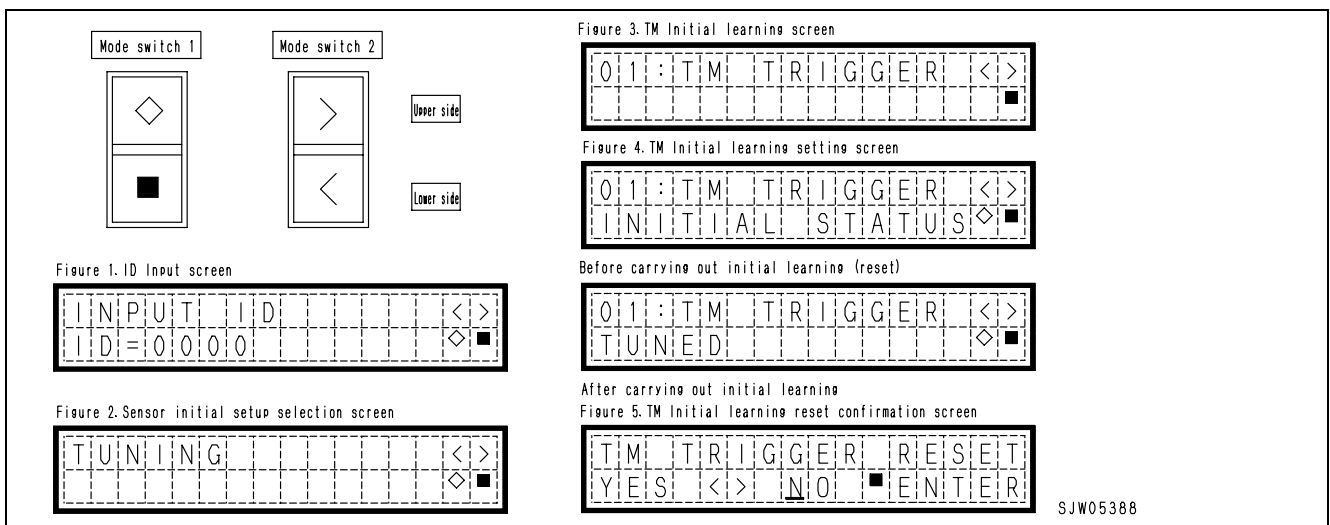 Mode switch 1
Mode switch 2
◇
>
Upper side
■
<
Lower side
Figure 1. ID Input screen
INPUT ID <>
ID=0000 ◇■
Figure 2. Sensor initial setup selection screen
TUNING <>
◇■
Figure 3. TM Initial learning screen
01:TM TRIGGER <>
■
Figure 4. TM Initial learning setting screen
01:TM TRIGGER <>
INITIAL STATUS◇■
Before carrying out initial learning (reset)
01:TM TRIGGER <>
TUNED ◇■
After carrying out initial learning
Figure 5. TM Initial learning reset confirmation screen
TM TRIGGER RESET
YES <> NO ■ENTER
SJW05388